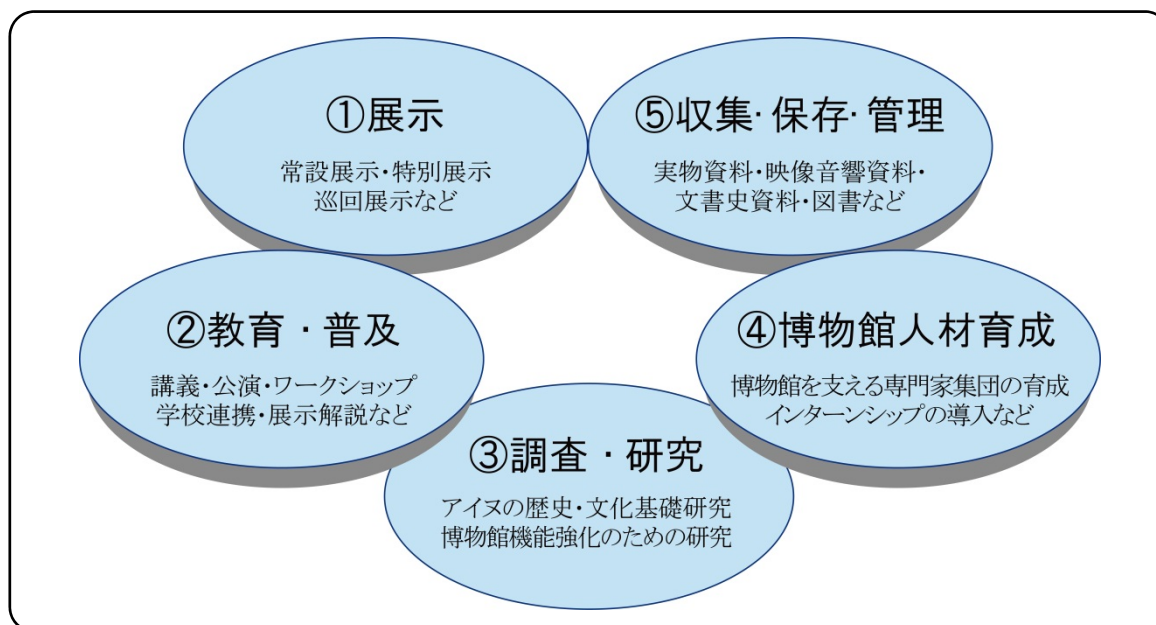 ①展示
常設展示・特別展示
巡回展示など
②教育・普及
講義・公演・ワークショップ
学校連携・展示解説など
③調査・研究
アイヌの歴史・文化基礎研究
博物館機能強化のための研究
④博物館人材育成
博物館を支える専門家集団の育成
インターンシップの導入など
⑤収集・保存・管理
実物資料・映像音響資料・
文書史資料・図書など